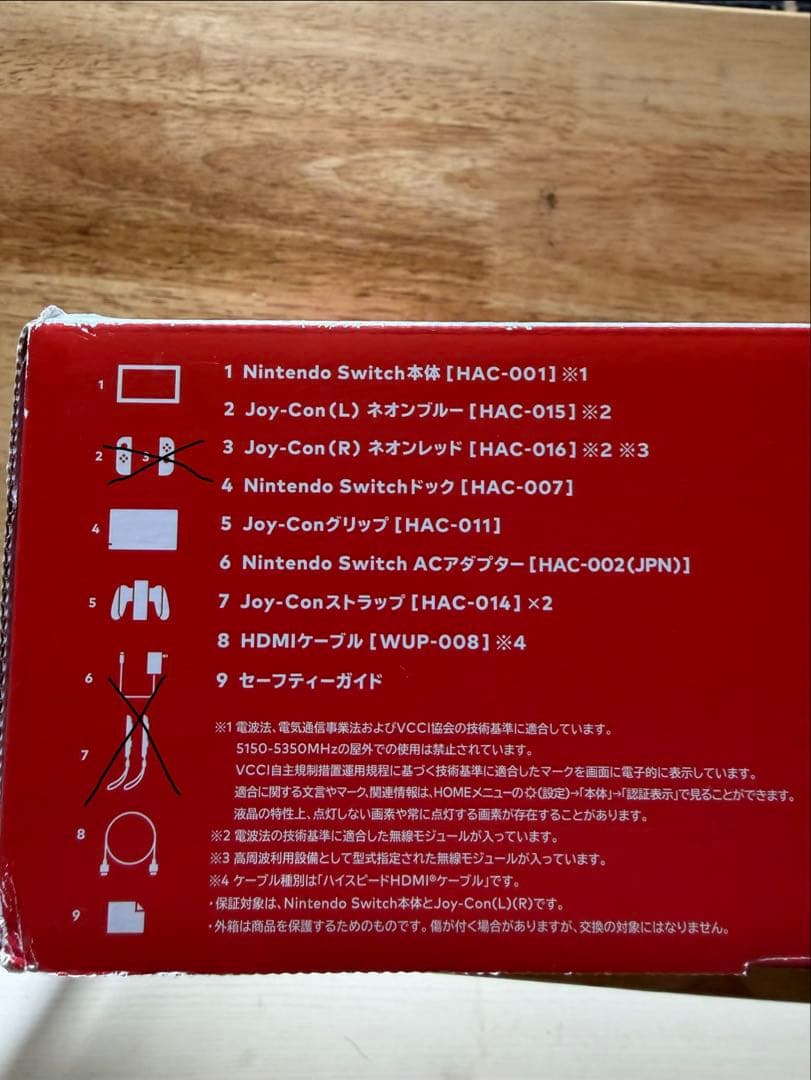 1
2
3
4
5
6
7
8
9
1 Nintendo Switch本体 [HAC-001] ※1
2 Joy-Con(L) ネオンブルー [HAC-015] ※2
3 Joy-Con(R) ネオンレッド [HAC-016] ※2 ※3
4 Nintendo Switchドック [HAC-007]
5 Joy-Conグリップ [HAC-011]
6 Nintendo Switch ACアダプター [HAC-002(JPN)]
7 Joy-Conストラップ [HAC-014] ×2
8 HDMIケーブル [WUP-008] ※4
9 セーフティーガイド
※1 電波法、電気通信事業法およびVCCI協会の技術基準に適合しています。
5150-5350MHzの屋外での使用は禁止されています。
VCCI自主規制措置運用規程に基づく技術基準に適合したマークを画面に電子的に表示しています。
適合に関する文言やマーク、関連情報は、HOMEメニューの(設定)→「本体」→「認証表示」で見ることができます。
液晶の特性上、点灯しない画素や常に点灯する画素が存在することがあります。
※2 電波法の技術基準に適合した無線モジュールが入っています。
※3 高周波利用設備として型式指定された無線モジュールが入っています。
※4 ケーブル種別は「ハイスピードHDMI®ケーブル」です。
・保証対象は、Nintendo Switch本体とJoy-Con(L)(R)です。
・外箱は商品を保護するためのものです。傷が付く場合がありますが、交換の対象にはなりません。